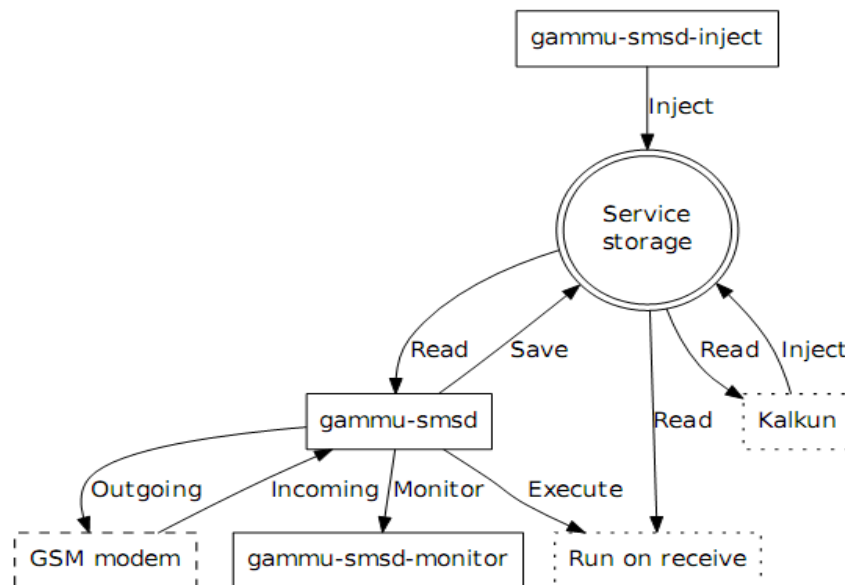 gammu-smsd-inject
Inject
Service
storage
Read
Save
Read
Inject
gammu-smsd
Read
Kalkun
Outgoing
Incoming
Monitor
Execute
GSM modem
gammu-smsd-monitor
Run on receive